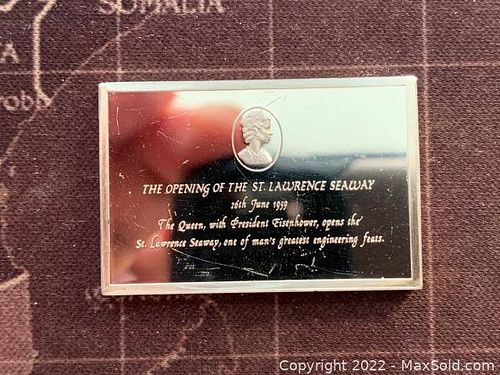 SOMALIA
THE OPENING OF THE ST. LAWRENCE SEAWAY
26th June 1959
The Queen, with President Eisenhower, opens the
St. Lawrence Seaway, one of man's greatest engineering feats.
Copyright © 2022 - MaxSold.com